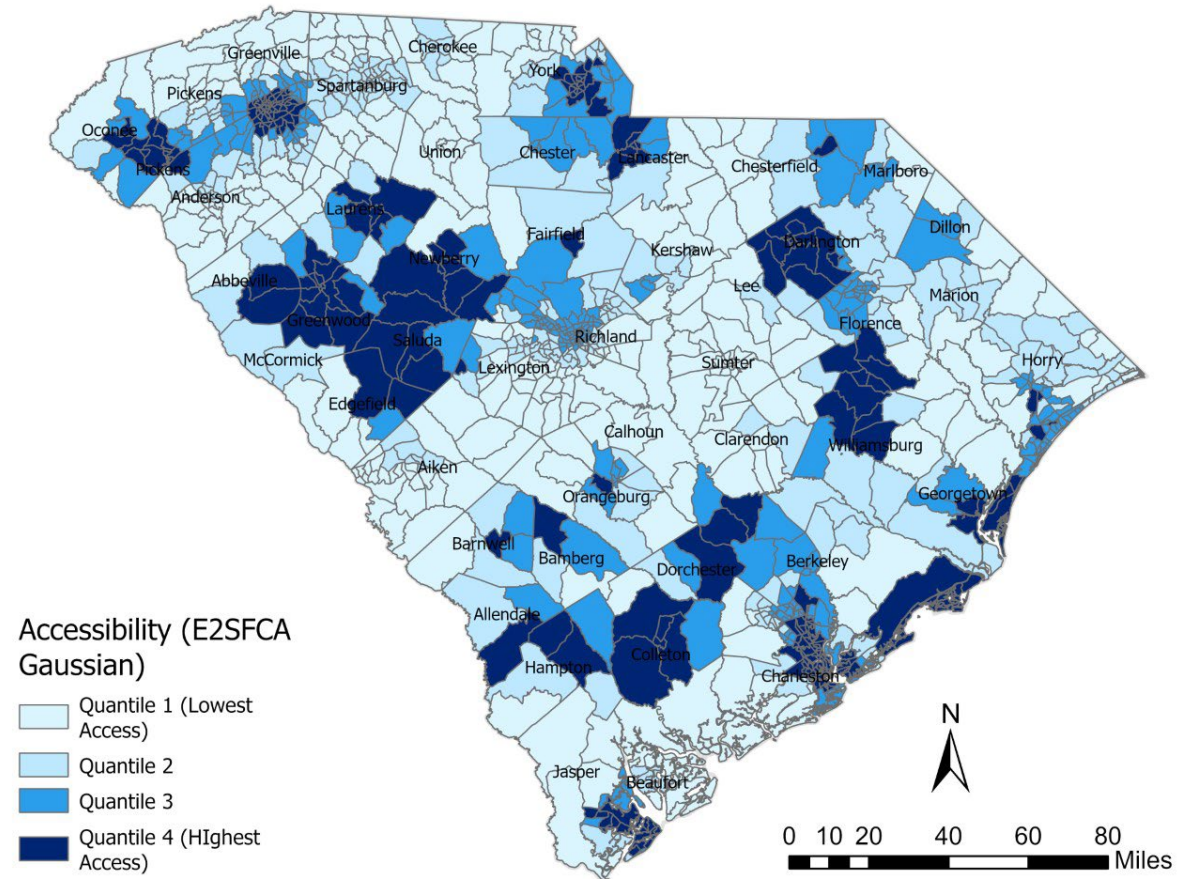 Greenville
Cherokee
York
Pickens
Spartanburg
Oconee
Pickens
Union
Chester
Lancaster
Chesterfield
Marlboro
Anderson
Laurens
Fairfield
Dillon
Newberry
Kershaw
Darlington
Abbeville
Lee
Marion
Greenwood
Florence
Saluda
Richland
McCormick
Lexington
Sumter
Horry
Edgefield
Calhoun
Clarendon
Williamsburg
Aiken
Orangeburg
Georgetown
Barnwell
Bamberg
Dorchester
Berkeley
Allendale
Colleton
Hampton
Charleston
Jasper
Beaufort
Accessibility (E2SFCA
Gaussian)
Quantile 1 (Lowest
Access)
Quantile 2
Quantile 3
Quantile 4 (HIghest
Access)
N
0 10 20 40 60 80
Miles